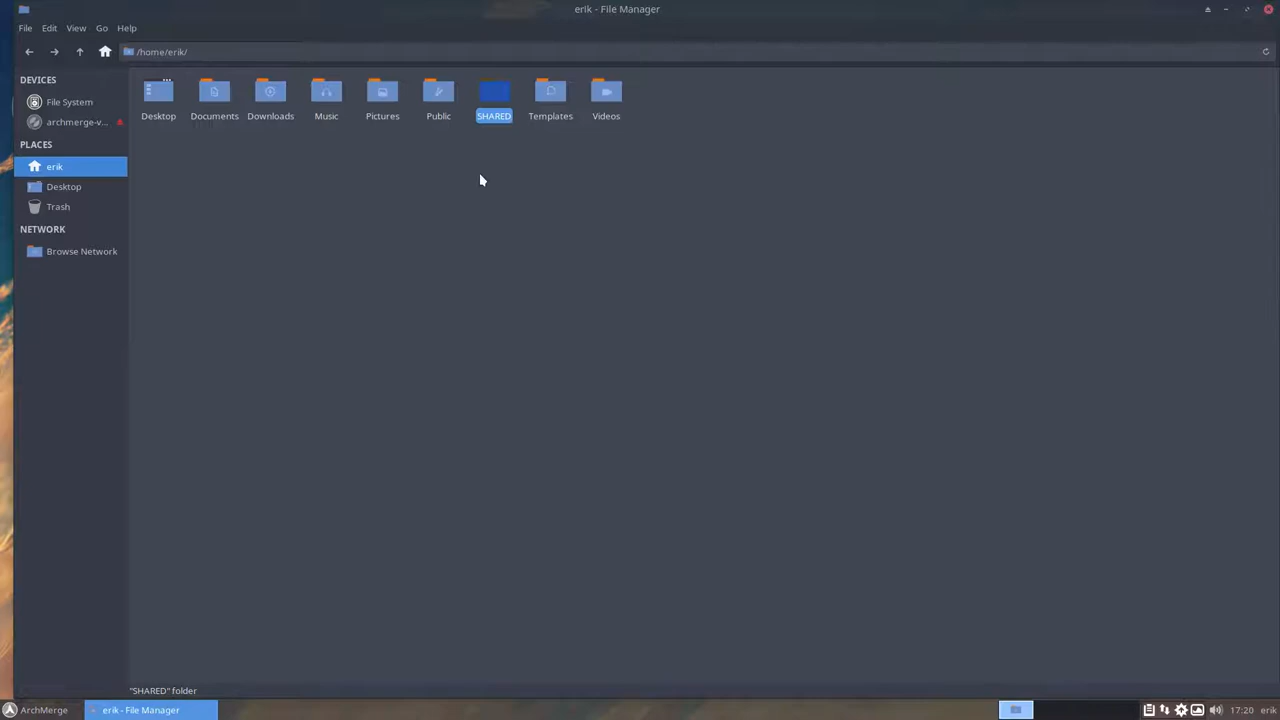 erik - File Manager
File Edit View Go Help
/home/erik/
DEVICES
File System
archmerge-v...
PLACES
erik
Desktop
Trash
NETWORK
Browse Network
Desktop Documents Downloads Music Pictures Public SHARED Templates Videos
"SHARED" folder
ArchMerge erik - File Manager 17:20 erik